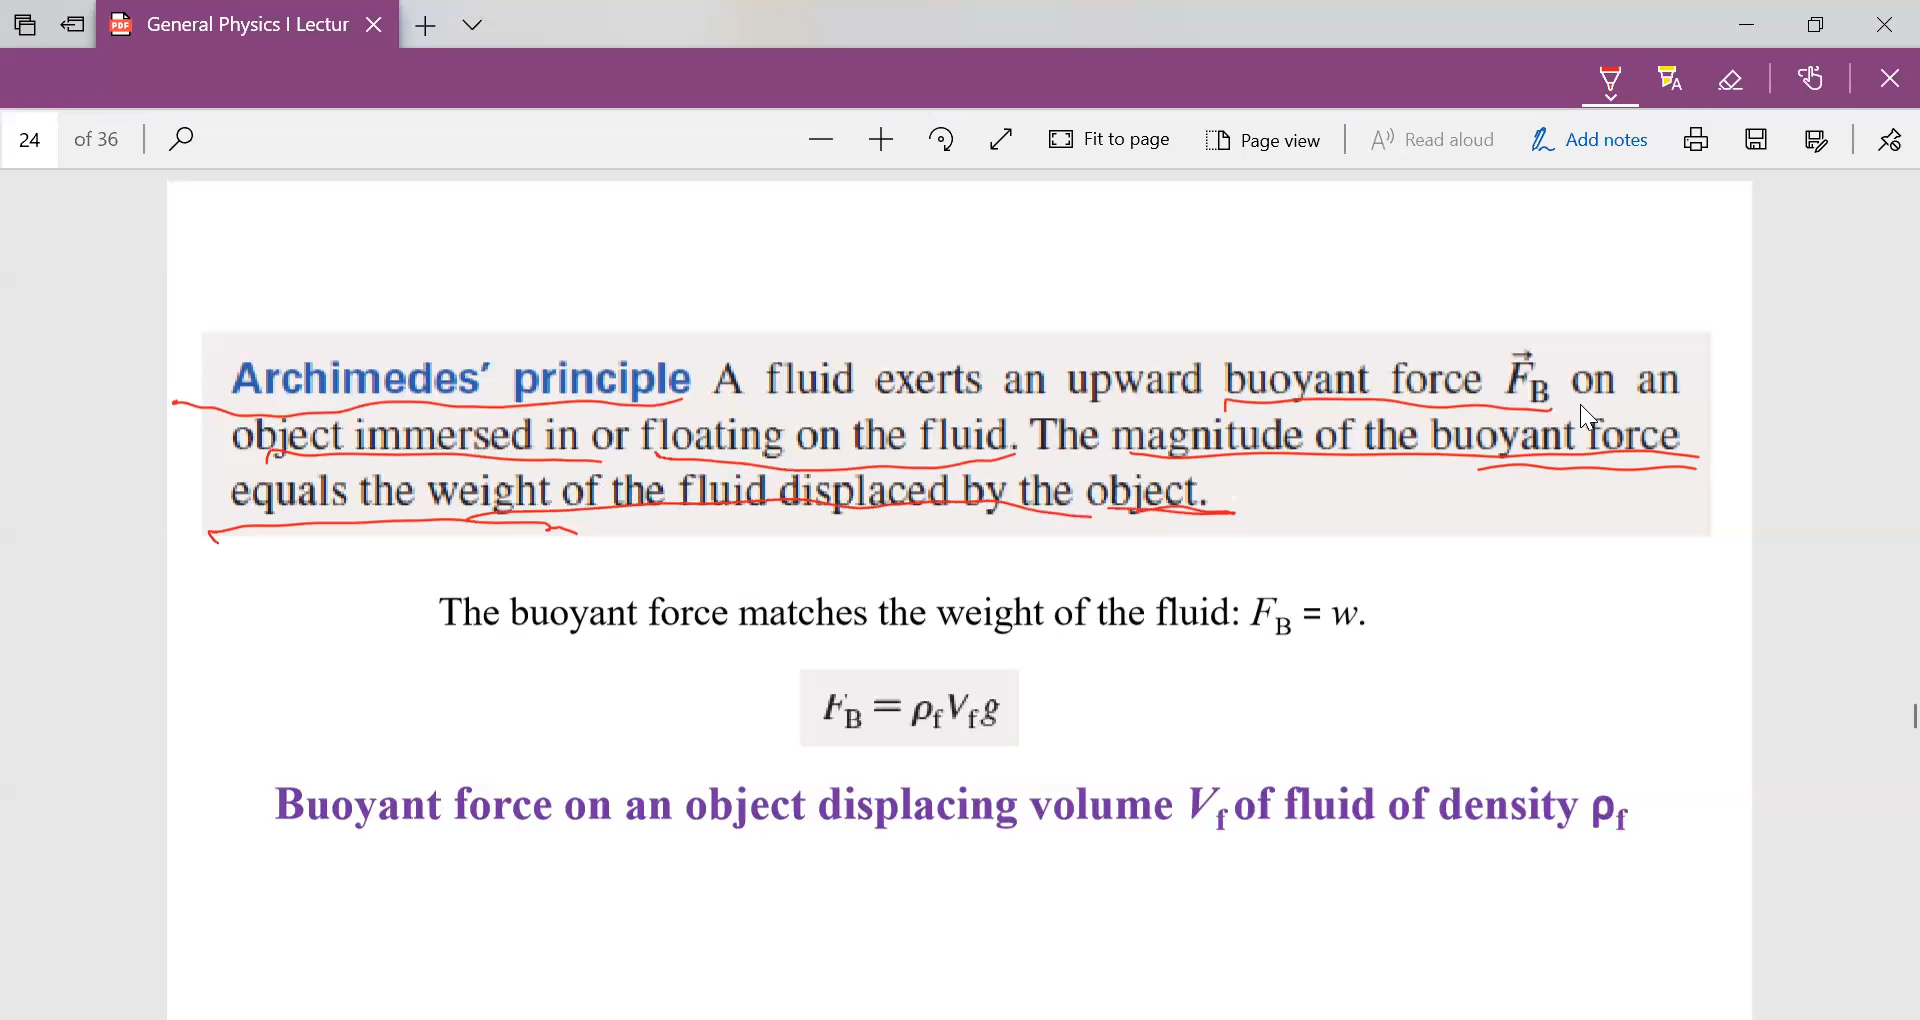 General Physics I Lectur
24 of 36
Fit to page
Page view
Read aloud
Add notes
Archimedes' principle A fluid exerts an upward buoyant force F⃗B on an
object immersed in or floating on the fluid. The magnitude of the buoyant force
equals the weight of the fluid displaced by the object.
The buoyant force matches the weight of the fluid: FB = w.
FB = ρfVfg
Buoyant force on an object displacing volume Vf of fluid of density ρf